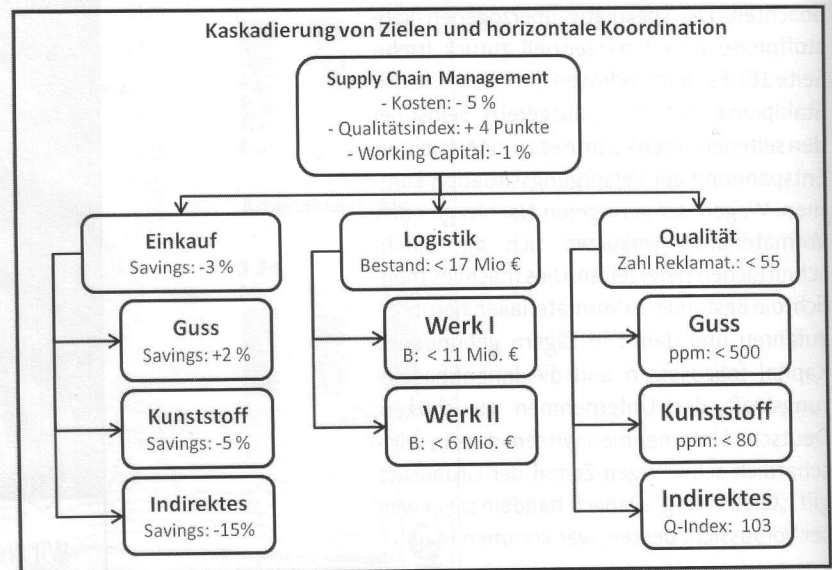 Kaskadierung von Zielen und horizontale Koordination
Supply Chain Management
- Kosten: - 5 %
- Qualitätsindex: + 4 Punkte
- Working Capital: -1 %
Einkauf
Savings: -3 %
Guss
Savings: +2 %
Kunststoff
Savings: -5 %
Indirektes
Savings: -15%
Logistik
Bestand: < 17 Mio €
Werk I
B: < 11 Mio. €
Werk II
B: < 6 Mio. €
Qualität
Zahl Reklamat.: < 55
Guss
ppm: < 500
Kunststoff
ppm: < 80
Indirektes
Q-Index: 103